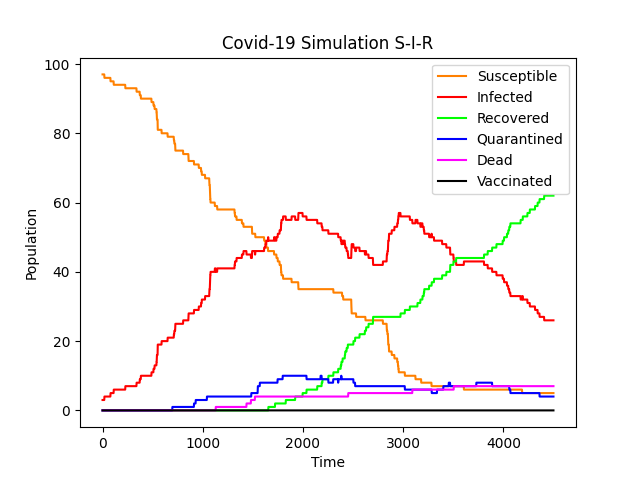 Covid-19 Simulation S-I-R
100
80
60
40
20
0
Population
Susceptible
Infected
Recovered
Quarantined
Dead
Vaccinated
0 1000 2000 3000 4000
Time